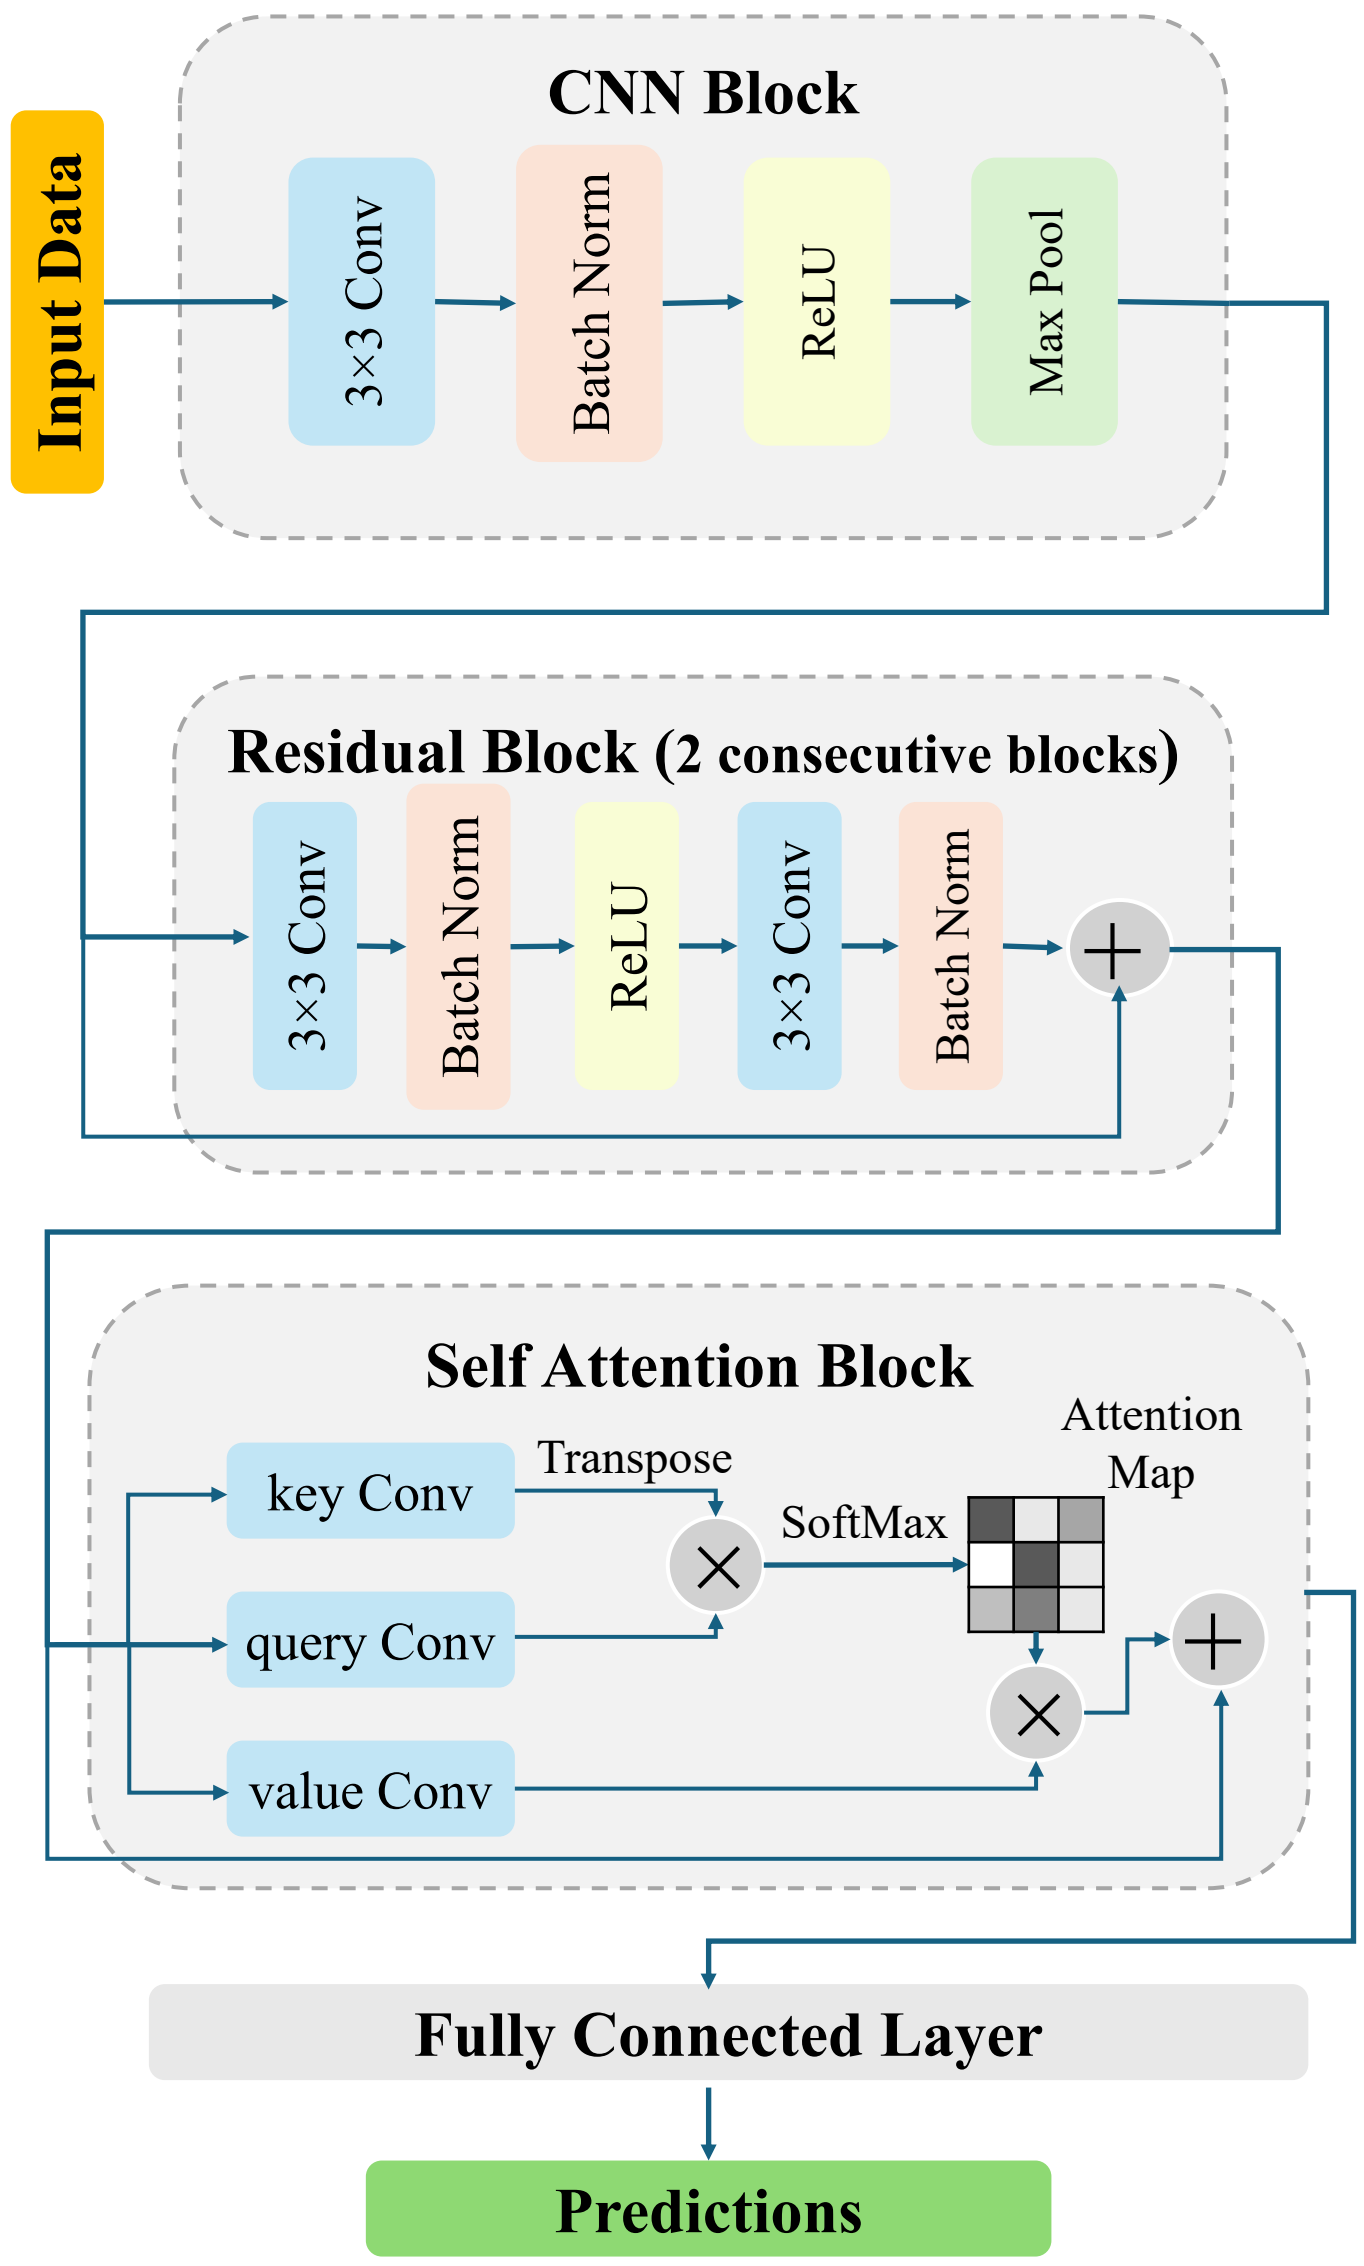 Input Data
CNN Block
3×3 Conv
Batch Norm
ReLU
Max Pool
Residual Block (2 consecutive blocks)
3×3 Conv
Batch Norm
ReLU
3×3 Conv
Batch Norm
+
Self Attention Block
key Conv
Transpose
query Conv
value Conv
×
SoftMax
Attention
Map
×
+
Fully Connected Layer
Predictions